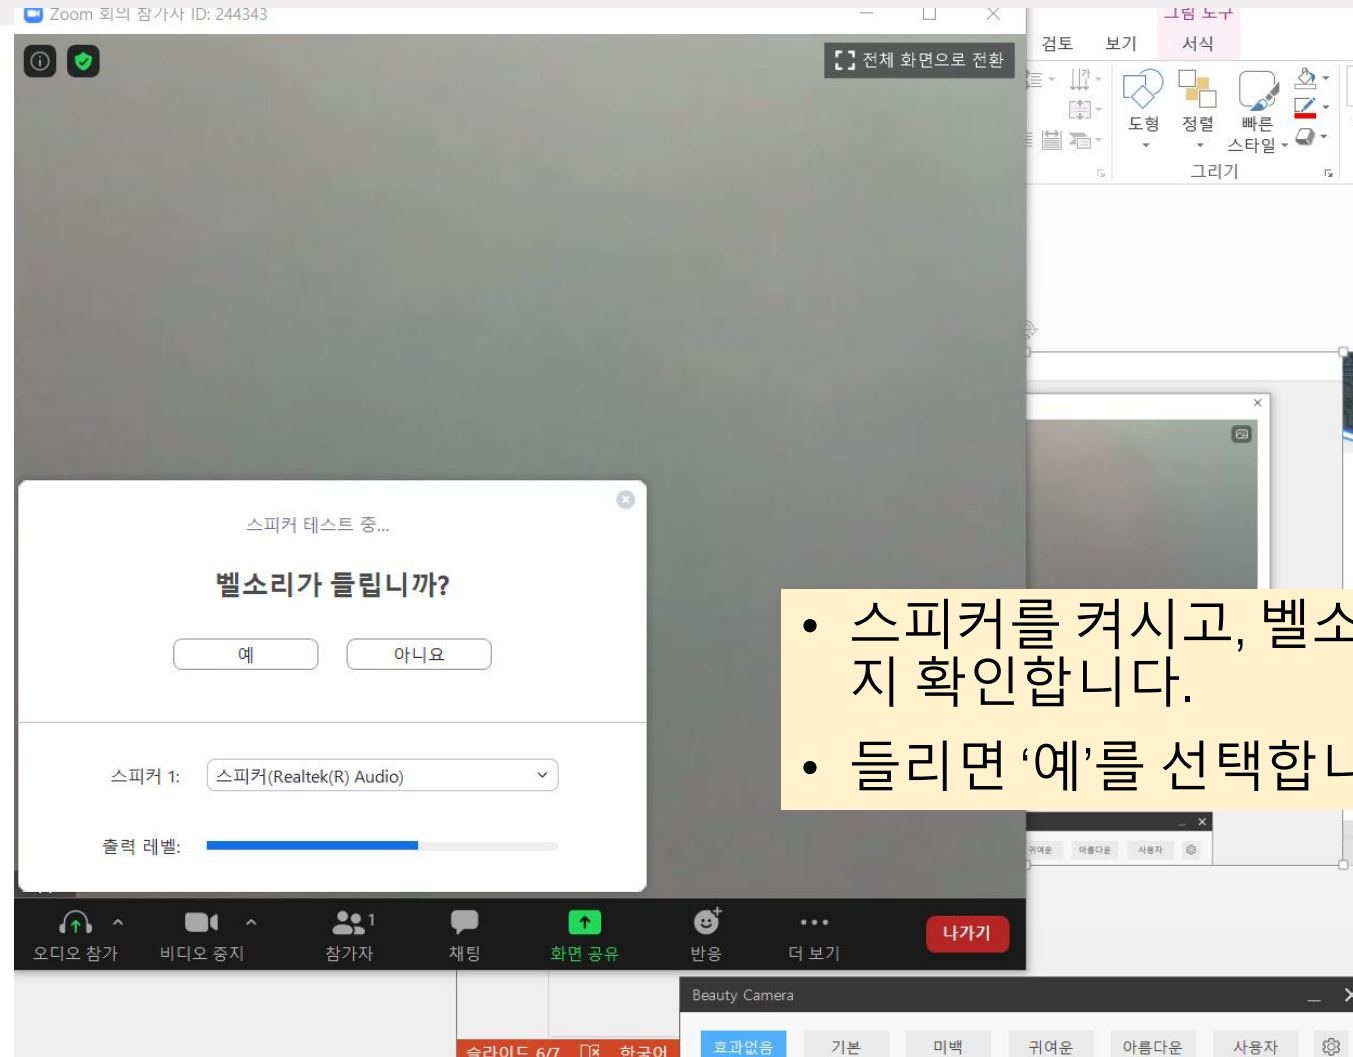 Zoom 회의 참가자 ID: 244343
그림 도구
검토 보기 서식
전체 화면으로 전환
도형 정렬 빠른
스타일
그리기
스피커 테스트 중...
벨소리가 들립니까?
예 아니요
• 스피커를 켜시고, 벨소
지 확인합니다.
• 들리면 ‘예’를 선택합니
스피커 1: 스피커(Realtek(R) Audio)
출력 레벨:
귀여운 아름다운 사용자
1
오디오 참가 비디오 중지 참가자 채팅 화면 공유 반응 더 보기 나가기
Beauty Camera
효과없음 기본 미백 귀여운 아름다운 사용자
슬라이드 6/7 한국어